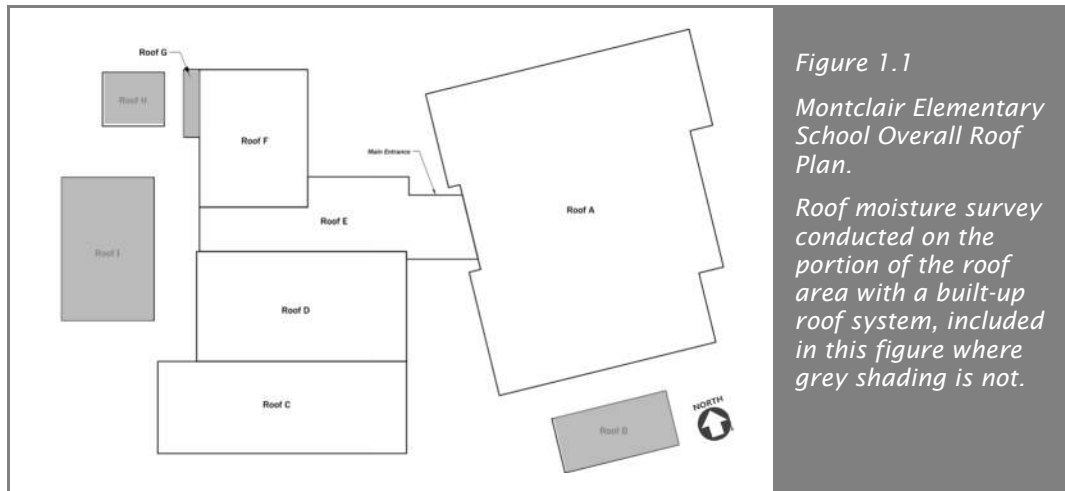 Roof G
Roof H
Roof F
Main Entrance
Roof E
Roof A
Roof I
Roof D
Roof C
Roof B
NORTH
Figure 1.1
Montclair Elementary
School Overall Roof
Plan.
Roof moisture survey
conducted on the
portion of the roof
area with a built-up
roof system, included
in this figure where
grey shading is not.